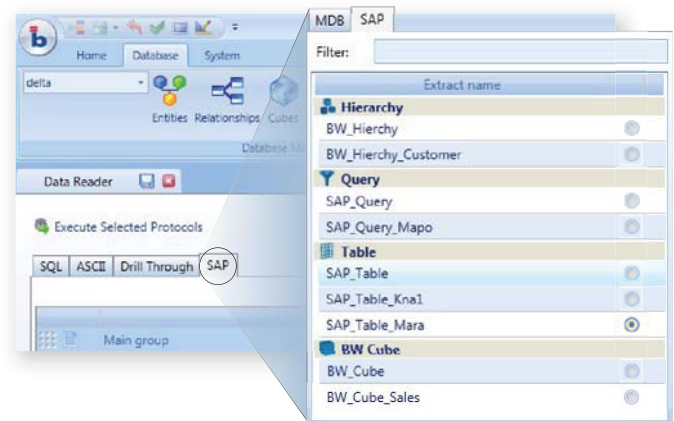 b
Home Database System
delta
Entities Relationships Cubes
Database
Data Reader
Execute Selected Protocols
SQL ASCII Drill Through SAP
Main group
MDB SAP
Filter:
Extract name
Hierarchy
BW_Hierchy
BW_Hierchy_Customer
Query
SAP_Query
SAP_Query_Mapo
Table
SAP_Table
SAP_Table_Kna1
SAP_Table_Mara
BW Cube
BW_Cube
BW_Cube_Sales